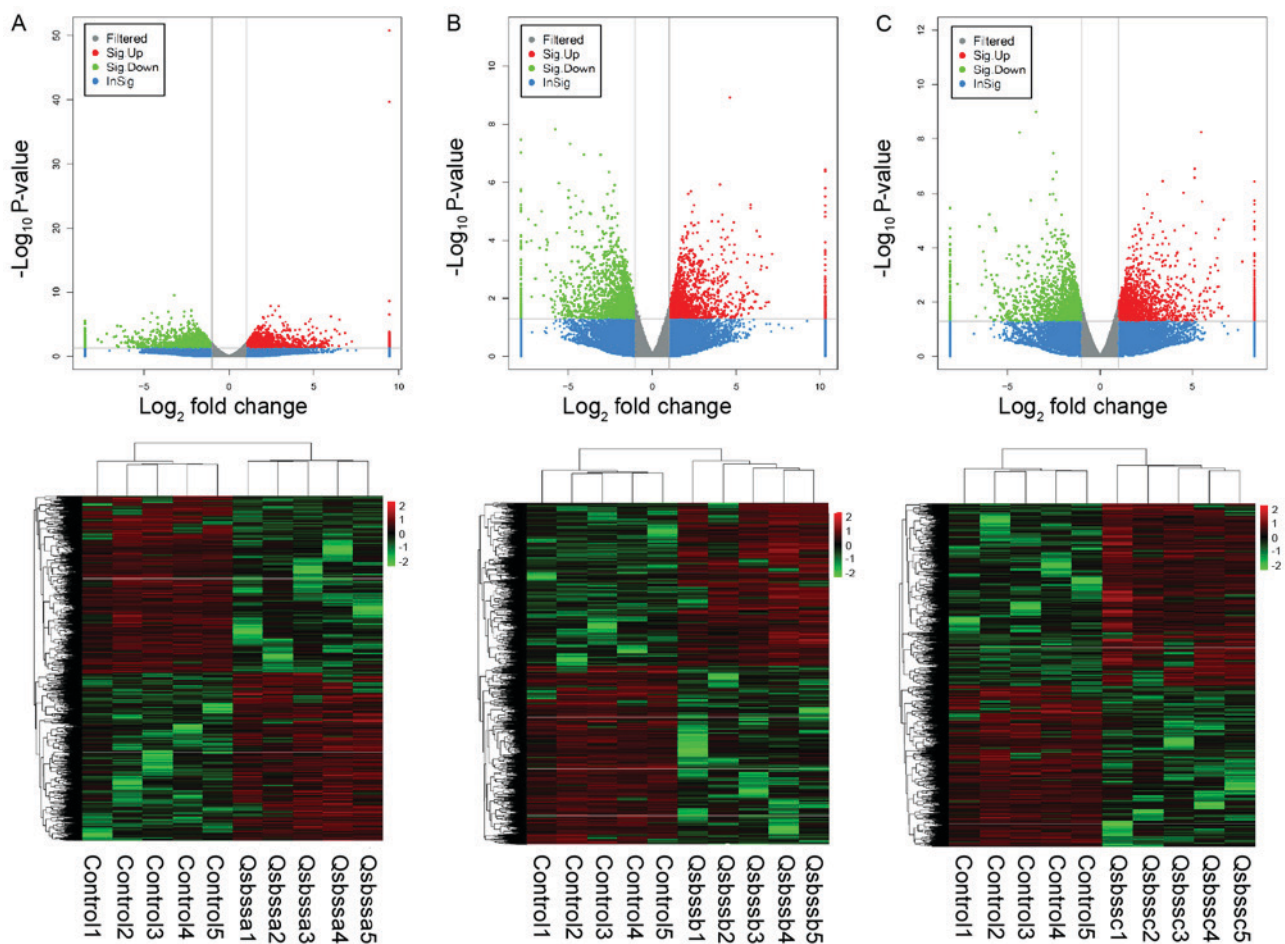 A
Filtered
Sig.Up
Sig.Down
InSig
50
40
30
20
10
0
-Log10 P-value
-5 0 5 10
Log2 fold change
B
Filtered
Sig.Up
Sig.Down
InSig
10
8
6
4
2
0
-Log10 P-value
-5 0 5 10
Log2 fold change
C
Filtered
Sig.Up
Sig.Down
InSig
12
10
8
6
4
2
0
-Log10 P-value
-5 0 5
Log2 fold change
2
1
0
-1
-2
Control1
Control2
Control3
Control4
Control5
Qsbssa1
Qsbssa2
Qsbssa3
Qsbssa4
Qsbssa5
2
1
0
-1
-2
Control1
Control2
Control3
Control4
Control5
Qsbssb1
Qsbssb2
Qsbssb3
Qsbssb4
Qsbssb5
2
1
0
-1
-2
Control1
Control2
Control3
Control4
Control5
Qsbssc1
Qsbssc2
Qsbssc3
Qsbssc4
Qsbssc5